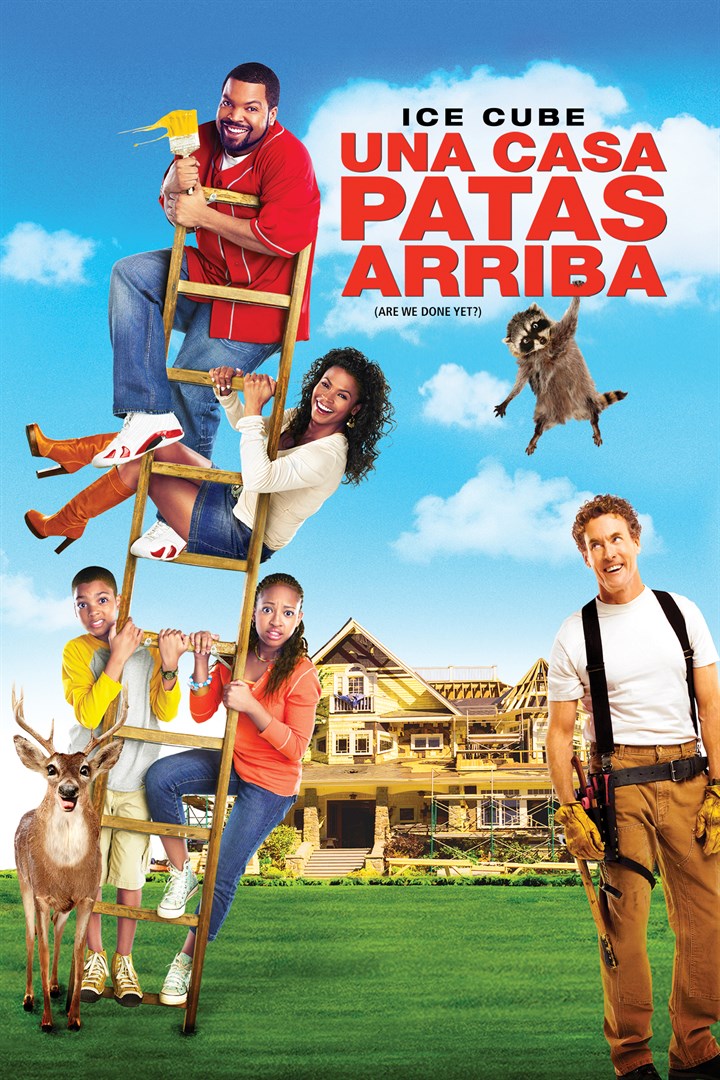 ICE CUBE
UNA CASA
PATAS
ARRIBA
(ARE WE DONE YET?)